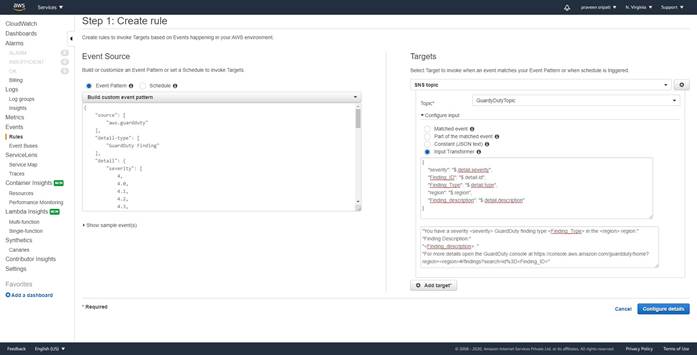 aws
Services
praveen sripati
N. Virginia
Support
CloudWatch
Dashboards
Alarms
ALARM
INSUFFICIENT
OK
Billing
Logs
Log groups
Insights
Metrics
Events
Rules
Event Buses
ServiceLens
Service Map
Traces
Container Insights NEW
Resources
Performance Monitoring
Lambda Insights NEW
Multi-function
Single-function
Synthetics
Canaries
Contributor Insights
Settings
Favorites
Add a dashboard
Step 1: Create rule
Create rules to invoke Targets based on Events happening in your AWS environment.
Event Source
Build or customize an Event Pattern or set a Schedule to invoke Targets.
Event Pattern
Schedule
Build custom event pattern
{
"source": [
"aws.guardduty"
],
"detail-type": [
"GuardDuty Finding"
],
"detail": {
"severity": [
4,
4.0,
4.1,
4.2,
4.3,
Show sample event(s)
Targets
Select Target to invoke when an event matches your Event Pattern or when schedule is triggered.
SNS topic
Topic*
GuardyDutyTopic
Configure input
Matched event
Part of the matched event
Constant (JSON text)
Input Transformer
{
"severity": "$.detail.severity",
"Finding_ID": "$.detail.id",
"Finding_Type": "$.detail.type",
"region": "$.region",
"Finding_description": "$.detail.description"
}
"You have a severity <severity> GuardDuty finding type <Finding_Type> in the <region> region."
"Finding Description:"
"<Finding_description>. "
"For more details open the GuardDuty console at https://console.aws.amazon.com/guardduty/home?
region=<region>#/findings?search=id%3D<Finding_ID>"
Add target*
* Required
Cancel
Configure details
Feedback
English (US)
© 2008 - 2020, Amazon Internet Services Private Ltd. or its affiliates. All rights reserved.
Privacy Policy
Terms of Use